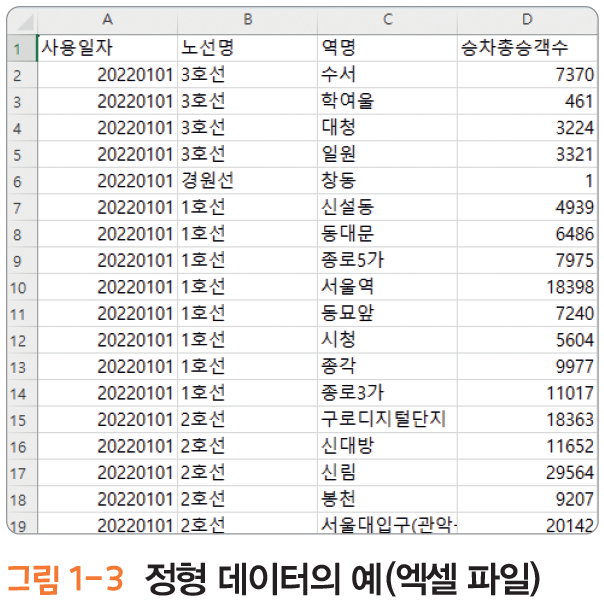 A B C D
1 사용일자 노선명 역명 승차총승객수
2 20220101 3호선 수서 7370
3 20220101 3호선 학여울 461
4 20220101 3호선 대청 3224
5 20220101 3호선 일원 3321
6 20220101 경원선 창동 1
7 20220101 1호선 신설동 4939
8 20220101 1호선 동대문 6486
9 20220101 1호선 종로5가 7975
10 20220101 1호선 서울역 18398
11 20220101 1호선 동묘앞 7240
12 20220101 1호선 시청 5604
13 20220101 1호선 종각 9977
14 20220101 1호선 종로3가 11017
15 20220101 2호선 구로디지털단지 18363
16 20220101 2호선 신대방 11652
17 20220101 2호선 신림 29564
18 20220101 2호선 봉천 9207
19 20220101 2호선 서울대입구(관악 20142
그림 1-3 정형 데이터의 예(엑셀 파일)